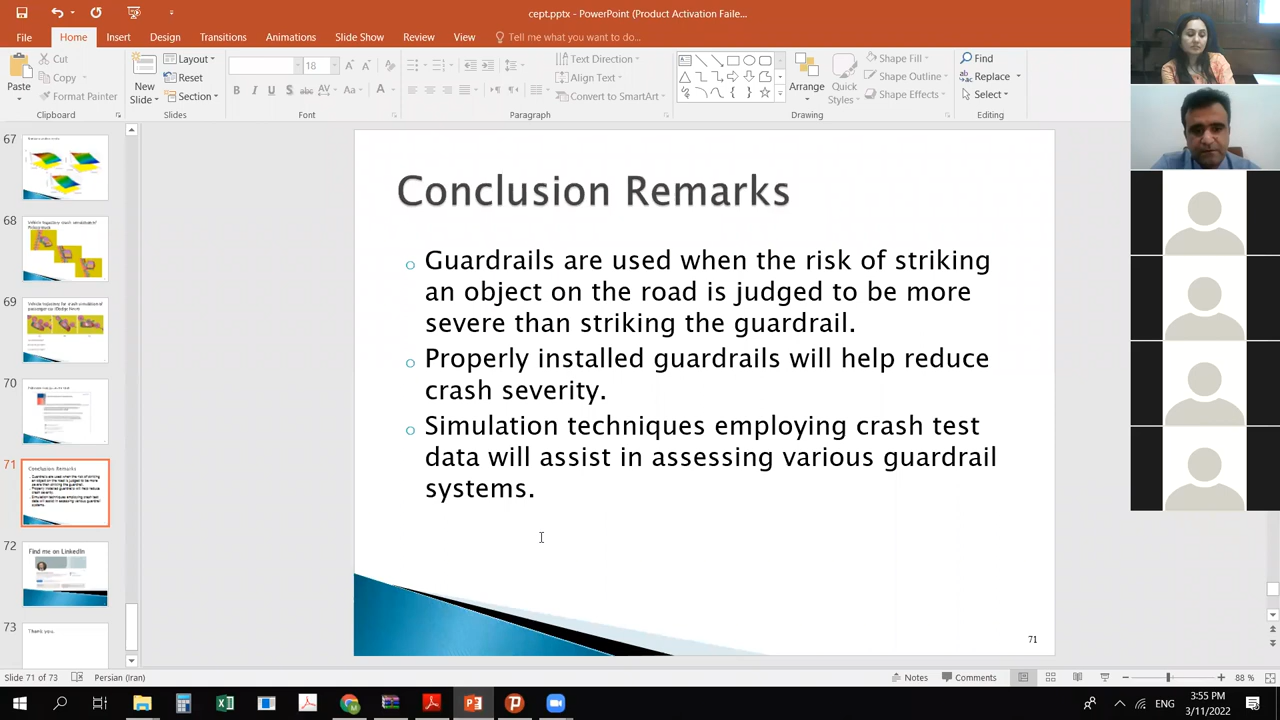 cept.pptx - PowerPoint (Product Activation Faile...
File Home Insert Design Transitions Animations Slide Show Review View Tell me what you want to do...
Paste
Cut
Copy
Format Painter
Clipboard
New
Slide
Layout
Reset
Section
Slides
18
B I U S abc AV Aa A
Font
Text Direction
Align Text
Convert to SmartArt
Paragraph
Arrange
Quick
Styles
Shape Fill
Shape Outline
Shape Effects
Drawing
Find
Replace
Select
Editing
67
68
69
70
71
Conclusion Remarks
72
Find me on LinkedIn
73
Thank you.
Conclusion Remarks
Guardrails are used when the risk of striking
an object on the road is judged to be more
severe than striking the guardrail.
Properly installed guardrails will help reduce
crash severity.
Simulation techniques employing crash test
data will assist in assessing various guardrail
systems.
71
Slide 71 of 73 Persian (Iran) Notes Comments 88 %
ENG
3:55 PM
3/11/2022